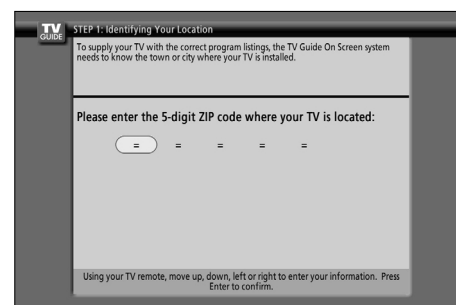 TV
GUIDE
STEP 1: Identifying Your Location
To supply your TV with the correct program listings, the TV Guide On Screen system
needs to know the town or city where your TV is installed.
Please enter the 5-digit ZIP code where your TV is located:
= = = = =
Using your TV remote, move up, down, left or right to enter your information. Press
Enter to confirm.